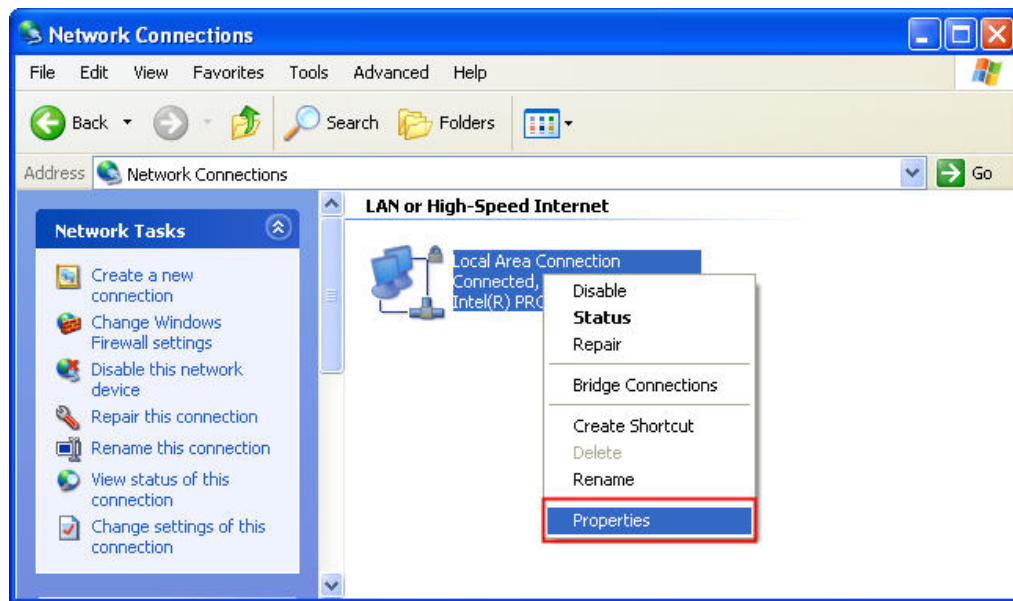 Network Connections
File Edit View Favorites Tools Advanced Help
Back Search Folders
Address Network Connections Go
Network Tasks
Create a new
connection
Change Windows
Firewall settings
Disable this network
device
Repair this connection
Rename this connection
View status of this
connection
Change settings of this
connection
LAN or High-Speed Internet
Local Area Connection
Connected,
Intel(R) PRO
Disable
Status
Repair
Bridge Connections
Create Shortcut
Delete
Rename
Properties